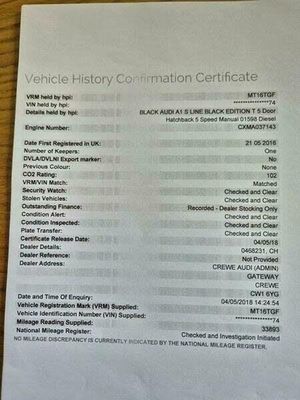 Vehicle History Confirmation Certificate
VRM held by hpi: MT16TGF
VIN held by hpi: **************74
Details held by hpi: BLACK AUDI A1 S LINE BLACK EDITION T 5 Door
Hatchback 5 Speed Manual 01598 Diesel
Engine Number: CXMA037143
Date First Registered in UK: 21 05 2016
Number of Keepers: One
DVLA/DVLNI Export marker: No
Previous Colour: None
CO2 Rating: 102
VRM/VIN Match: Matched
Security Watch: Checked and Clear
Stolen Vehicles: Checked and Clear
Outstanding Finance: Recorded - Dealer Stocking Only
Condition Alert: Checked and Clear
Condition Inspected: Checked and Clear
Plate Transfer: Checked and Clear
Certificate Release Date: 04/05/18
Dealer Details: 0468231, CH
Dealer Reference: Not Provided
Dealer Address: CREWE AUDI (ADMIN)
GATEWAY
CREWE
CW1 6YG
Date and Time Of Enquiry: 04/05/2018 14:24:54
Vehicle Registration Mark (VRM) Supplied: MT16TGF
Vehicle Identification Number (VIN) Supplied: **************74
Mileage Reading Supplied: 33893
National Mileage Register: Checked and Investigation Initiated
NO MILEAGE DISCREPANCY IS CURRENTLY INDICATED BY THE NATIONAL MILEAGE REGISTER.